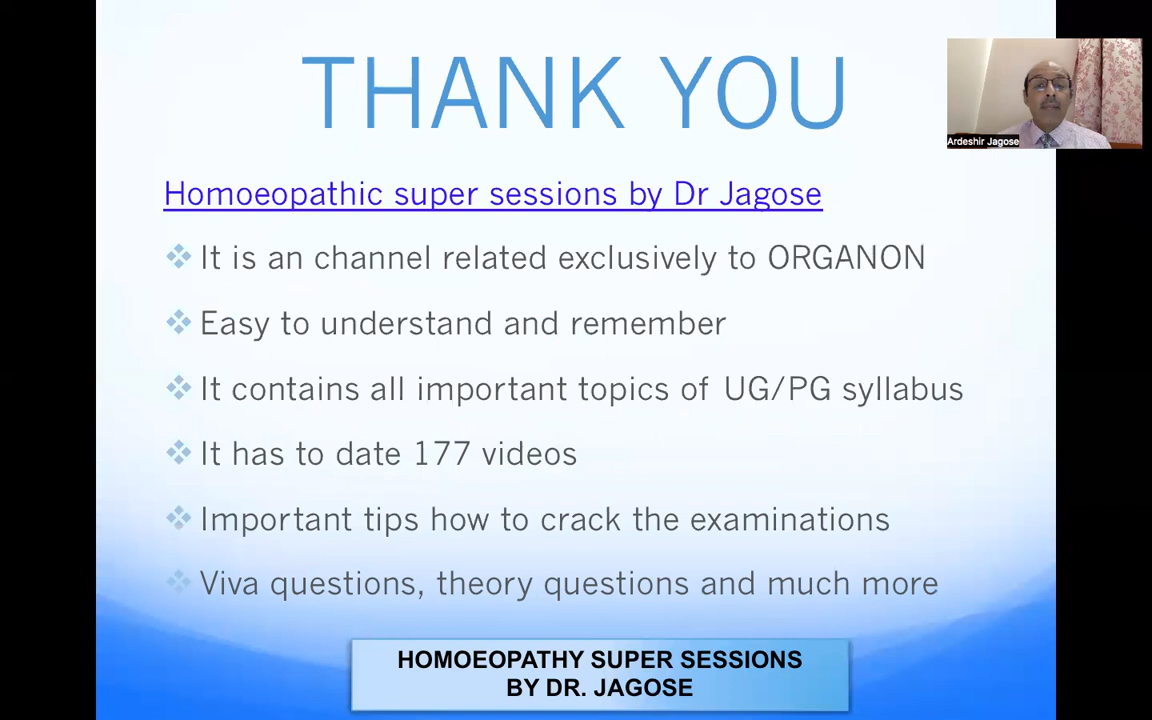 THANK YOU
Ardeshir Jagose
Homoeopathic super sessions by Dr Jagose
It is an channel related exclusively to ORGANON
Easy to understand and remember
It contains all important topics of UG/PG syllabus
It has to date 177 videos
Important tips how to crack the examinations
Viva questions, theory questions and much more
HOMOEOPATHY SUPER SESSIONS
BY DR. JAGOSE